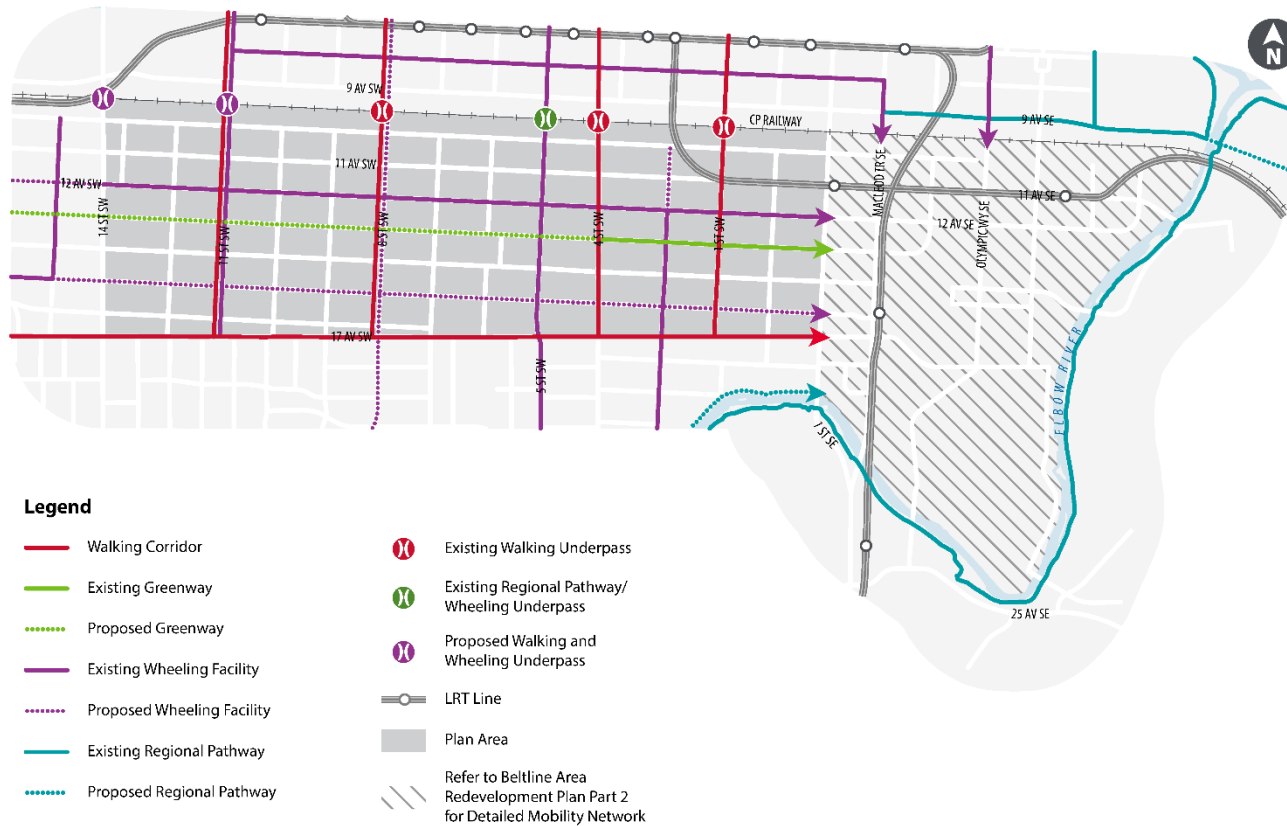 N
9 AV SW
CP RAILWAY
9 AV SE
11 AV SW
MACLEOD TR SE
12 AV SW
11 AV SE
14 ST SW
11 ST SW
8 ST SW
4 ST SW
1 ST SW
12 AV SE
OLYMPIC WY SE
17 AV SW
5 ST SW
ELBOW RIVER
7 ST SE
25 AV SE
Legend
Walking Corridor
Existing Greenway
Proposed Greenway
Existing Wheeling Facility
Proposed Wheeling Facility
Existing Regional Pathway
Proposed Regional Pathway
Existing Walking Underpass
Existing Regional Pathway/
Wheeling Underpass
Proposed Walking and
Wheeling Underpass
LRT Line
Plan Area
Refer to Beltline Area
Redevelopment Plan Part 2
for Detailed Mobility Network